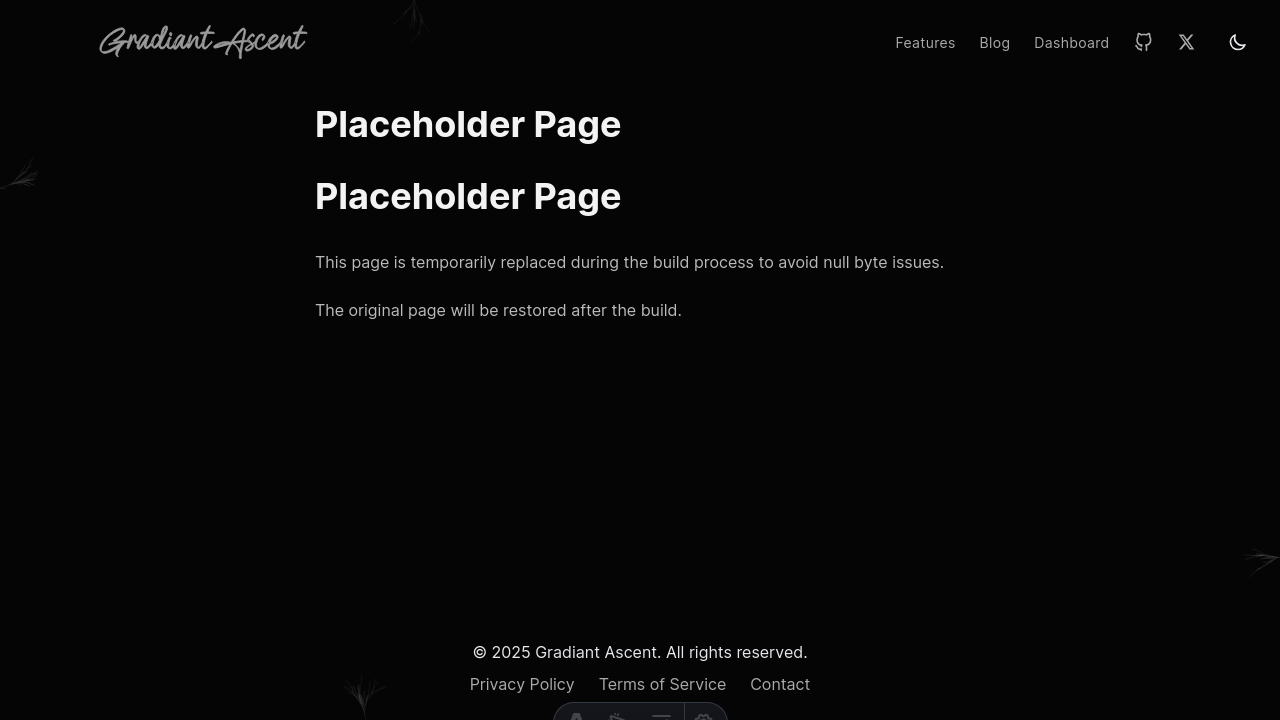 Gradiant Ascent
Features Blog Dashboard
Placeholder Page
Placeholder Page
This page is temporarily replaced during the build process to avoid null byte issues.
The original page will be restored after the build.
© 2025 Gradiant Ascent. All rights reserved.
Privacy Policy Terms of Service Contact